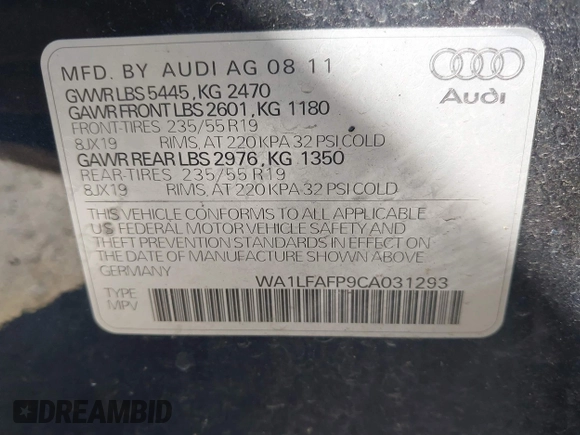 MFD. BY AUDI AG 08 11
GVWR LBS 5445, KG 2470
GAWR FRONT LBS 2601, KG 1180
FRONT-TIRES 235/55 R19
8JX19 RIMS, AT 220 KPA 32 PSI COLD
GAWR REAR LBS 2976, KG 1350
REAR-TIRES 235/55 R19
8JX19 RIMS, AT 220 KPA 32 PSI COLD
Audi
THIS VEHICLE CONFORMS TO ALL APPLICABLE
US FEDERAL MOTOR VEHICLE SAFETY AND
THEFT PREVENTION STANDARDS IN EFFECT ON
THE DATE OF MANUFACTURE SHOWN ABOVE
GERMANY WA1LFAFP9CA031293
TYPE
MPV
DREAMBID